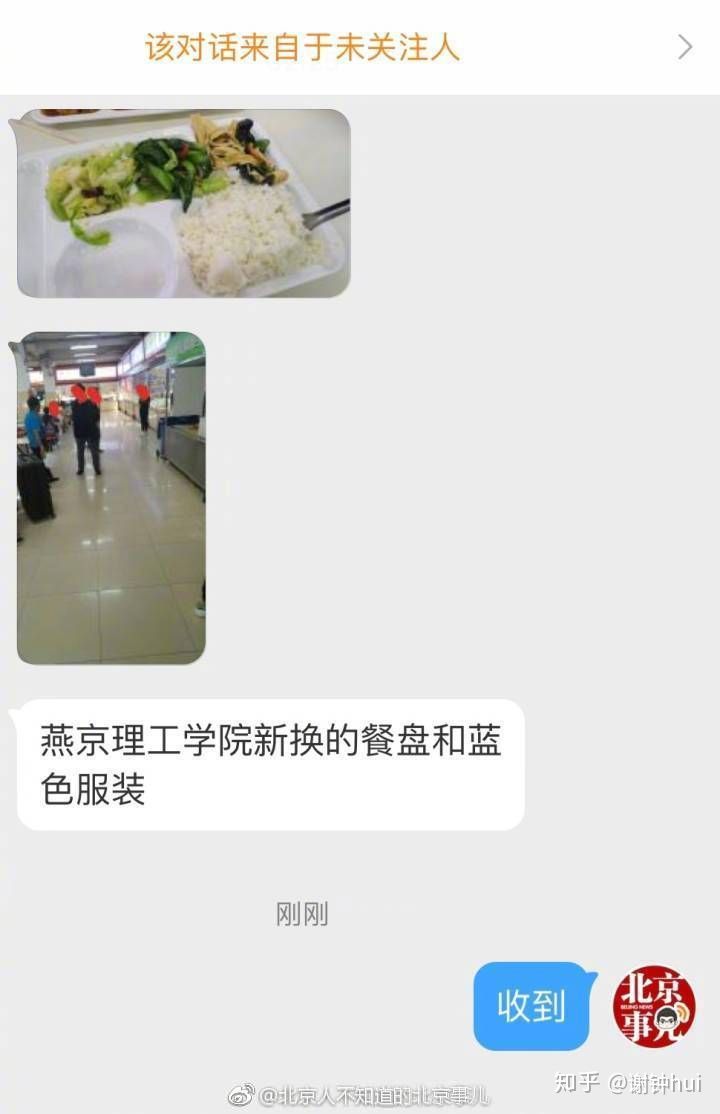 该对话来自于未关注人
燕京理工学院新换的餐盘和蓝
色服装
刚刚
收到
北京
BEIJING NEWS
事儿
知乎 @谢钟hui
@北京人不知道的北京事儿